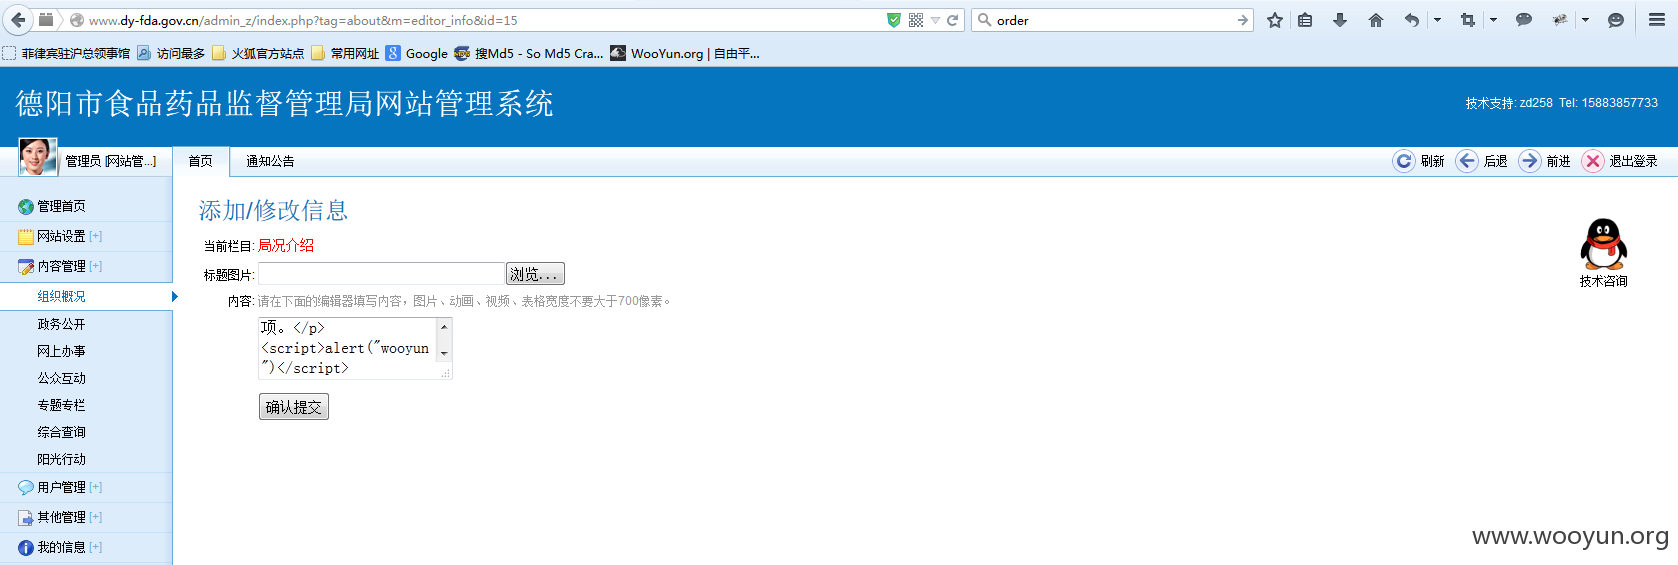 www.dy-fda.gov.cn/admin_z/index.php?tag=about&m=editor_info&id=15
order
菲律宾驻沪总领事馆 访问最多 火狐官方站点 常用网址 Google 搜Md5 - So Md5 Cra... WooYun.org | 自由平...
德阳市食品药品监督管理局网站管理系统
技术支持: zd258 Tel: 15883857733
管理员 [网站管...] 首页 通知公告 刷新 后退 前进 退出登录
管理首页
网站设置 [+]
内容管理 [+]
组织概况
政务公开
网上办事
公众互动
专题专栏
综合查询
阳光行动
用户管理 [+]
其他管理 [+]
我的信息 [+]
添加/修改信息
当前栏目: 局况介绍
标题图片: 浏览...
内容: 请在下面的编辑器填写内容，图片、动画、视频、表格宽度不要大于700像素。
项。</p>
<script>alert("wooyun
")</script>
确认提交
技术咨询
www.wooyun.org